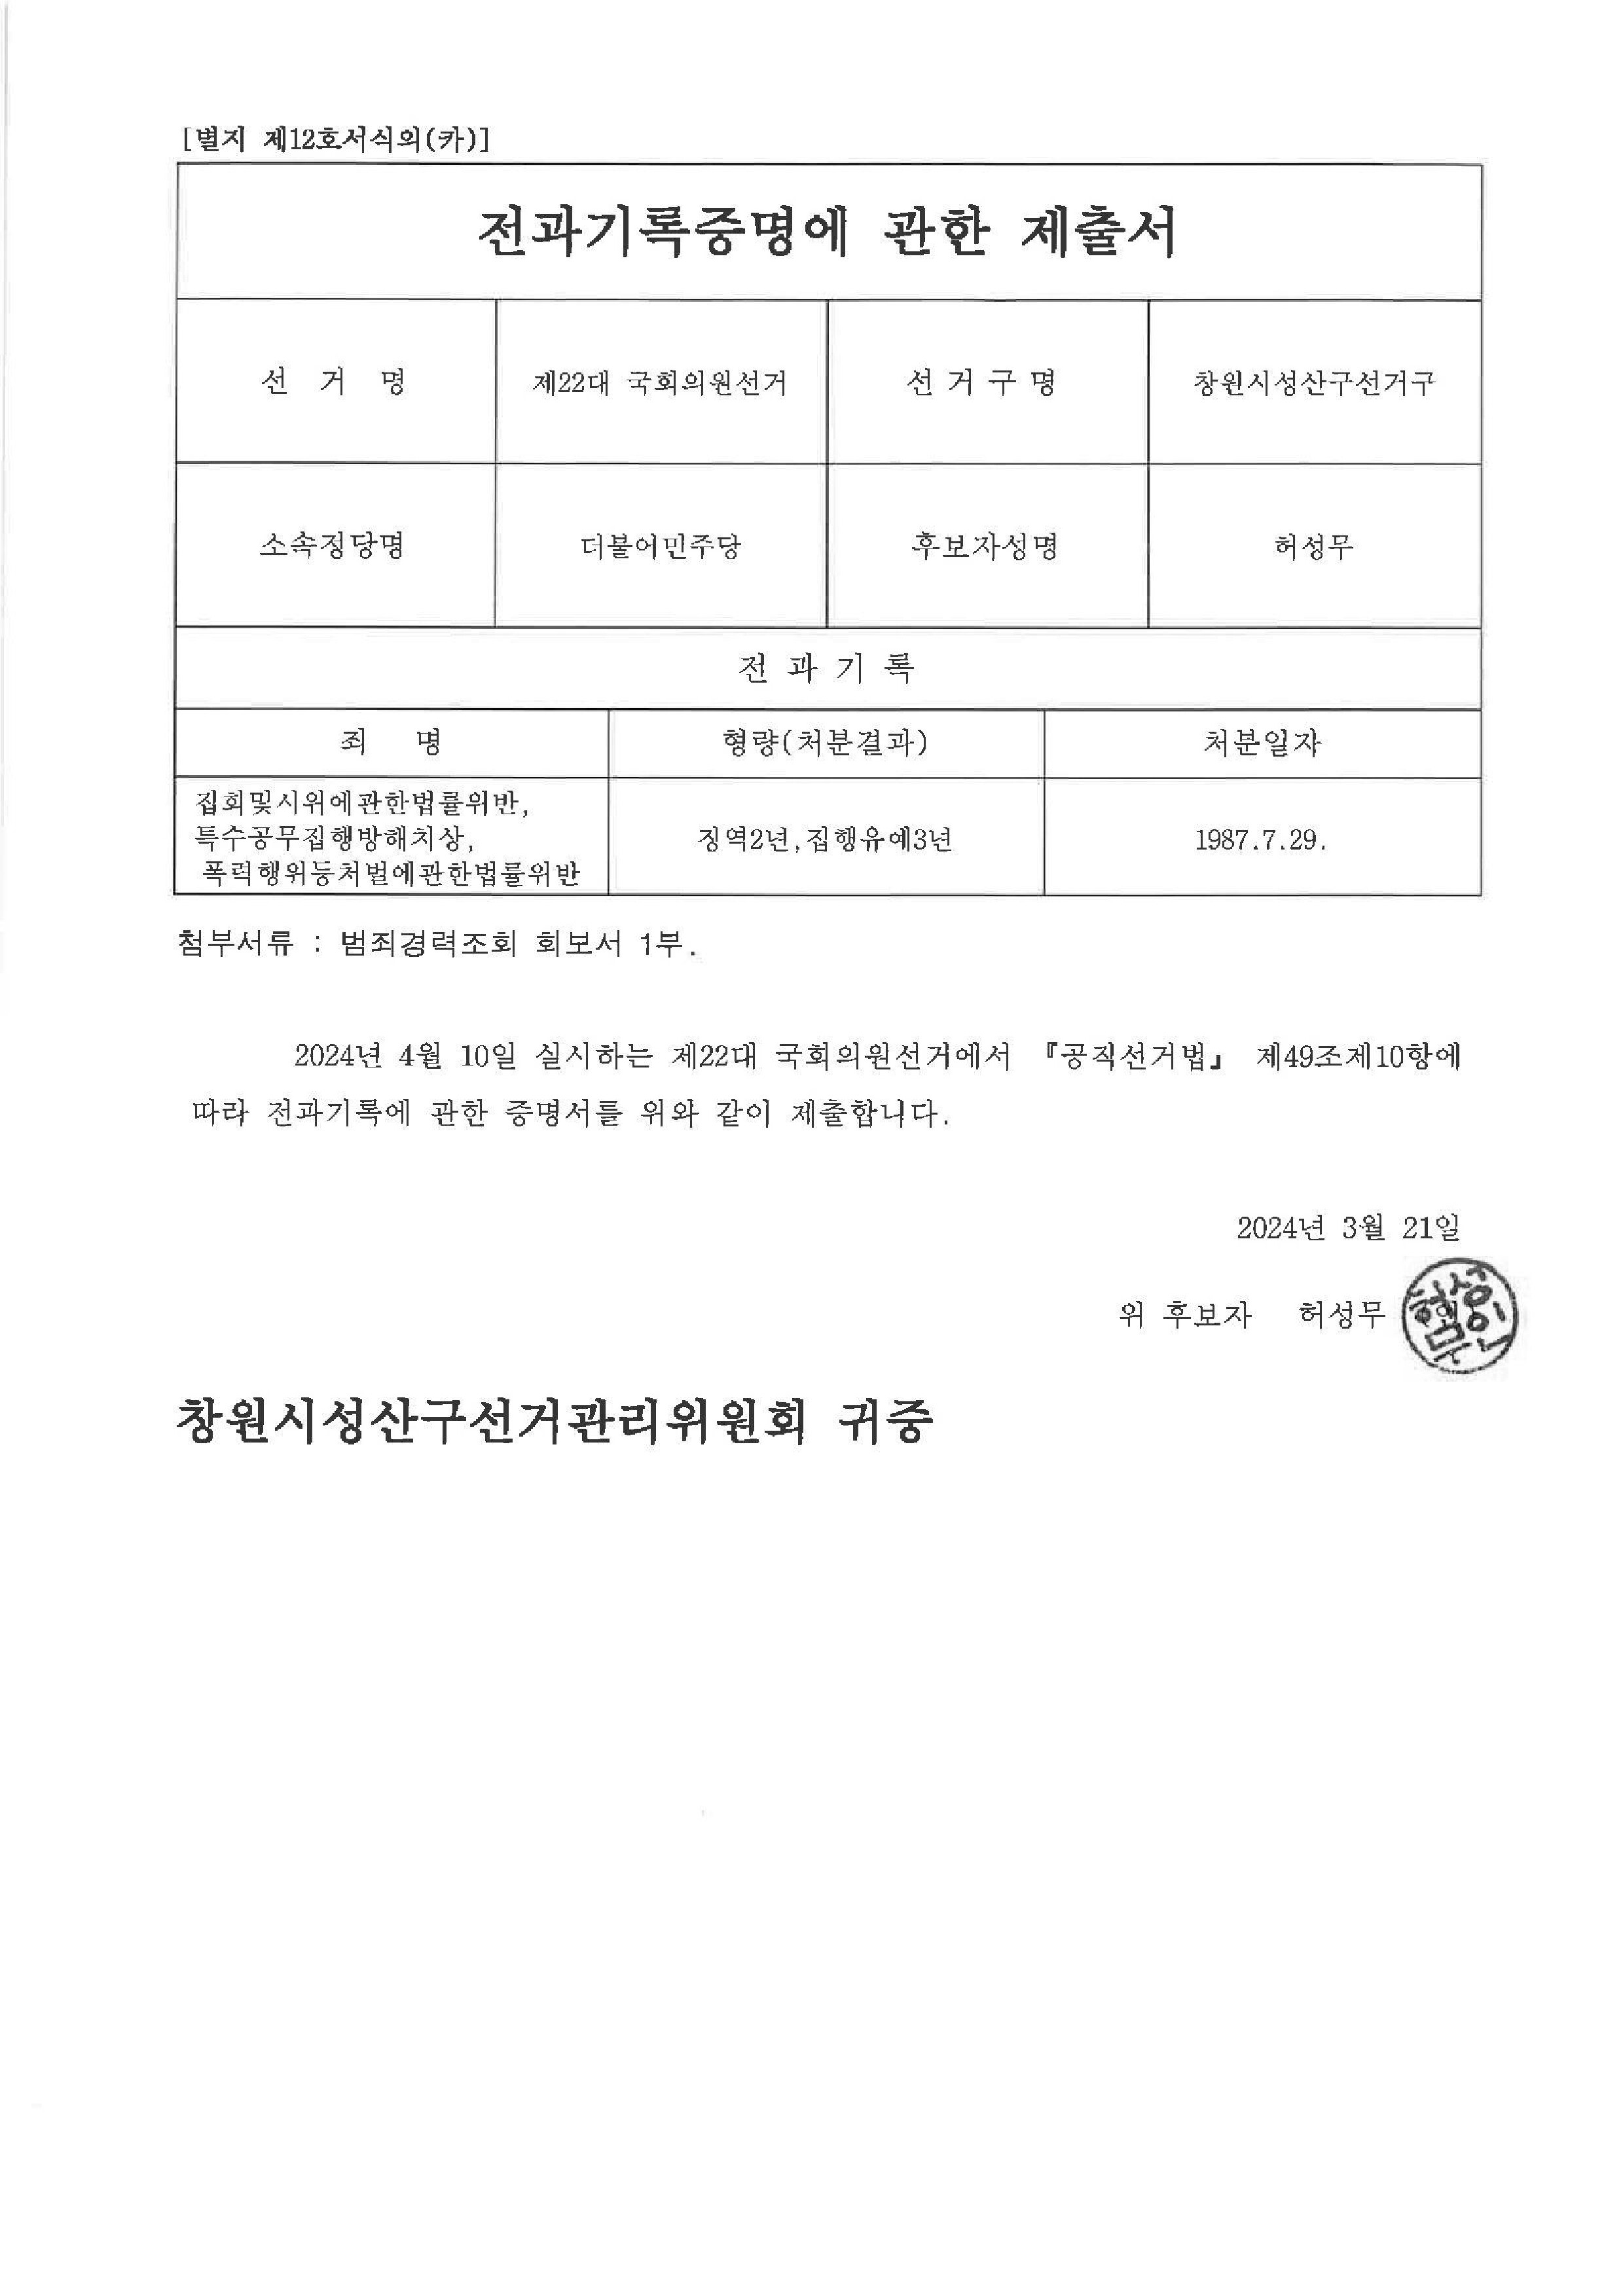 [별지 제12호서식의(카)]
전과기록증명에 관한 제출서
선 거 명 제22대 국회의원선거 선 거 구 명 창원시성산구선거구
소속정당명 더불어민주당 후보자성명 허성무
전 과 기 록
죄 명 형량(처분결과) 처분일자
집회및시위에관한법률위반,
특수공무집행방해치상,
폭력행위등처벌에관한법률위반
징역2년,집행유예3년 1987.7.29.
첨부서류 : 범죄경력조회 회보서 1부.
2024년 4월 10일 실시하는 제22대 국회의원선거에서 『공직선거법』 제49조제10항에
따라 전과기록에 관한 증명서를 위와 같이 제출합니다.
2024년 3월 21일
위 후보자 허성무
창원시성산구선거관리위원회 귀중